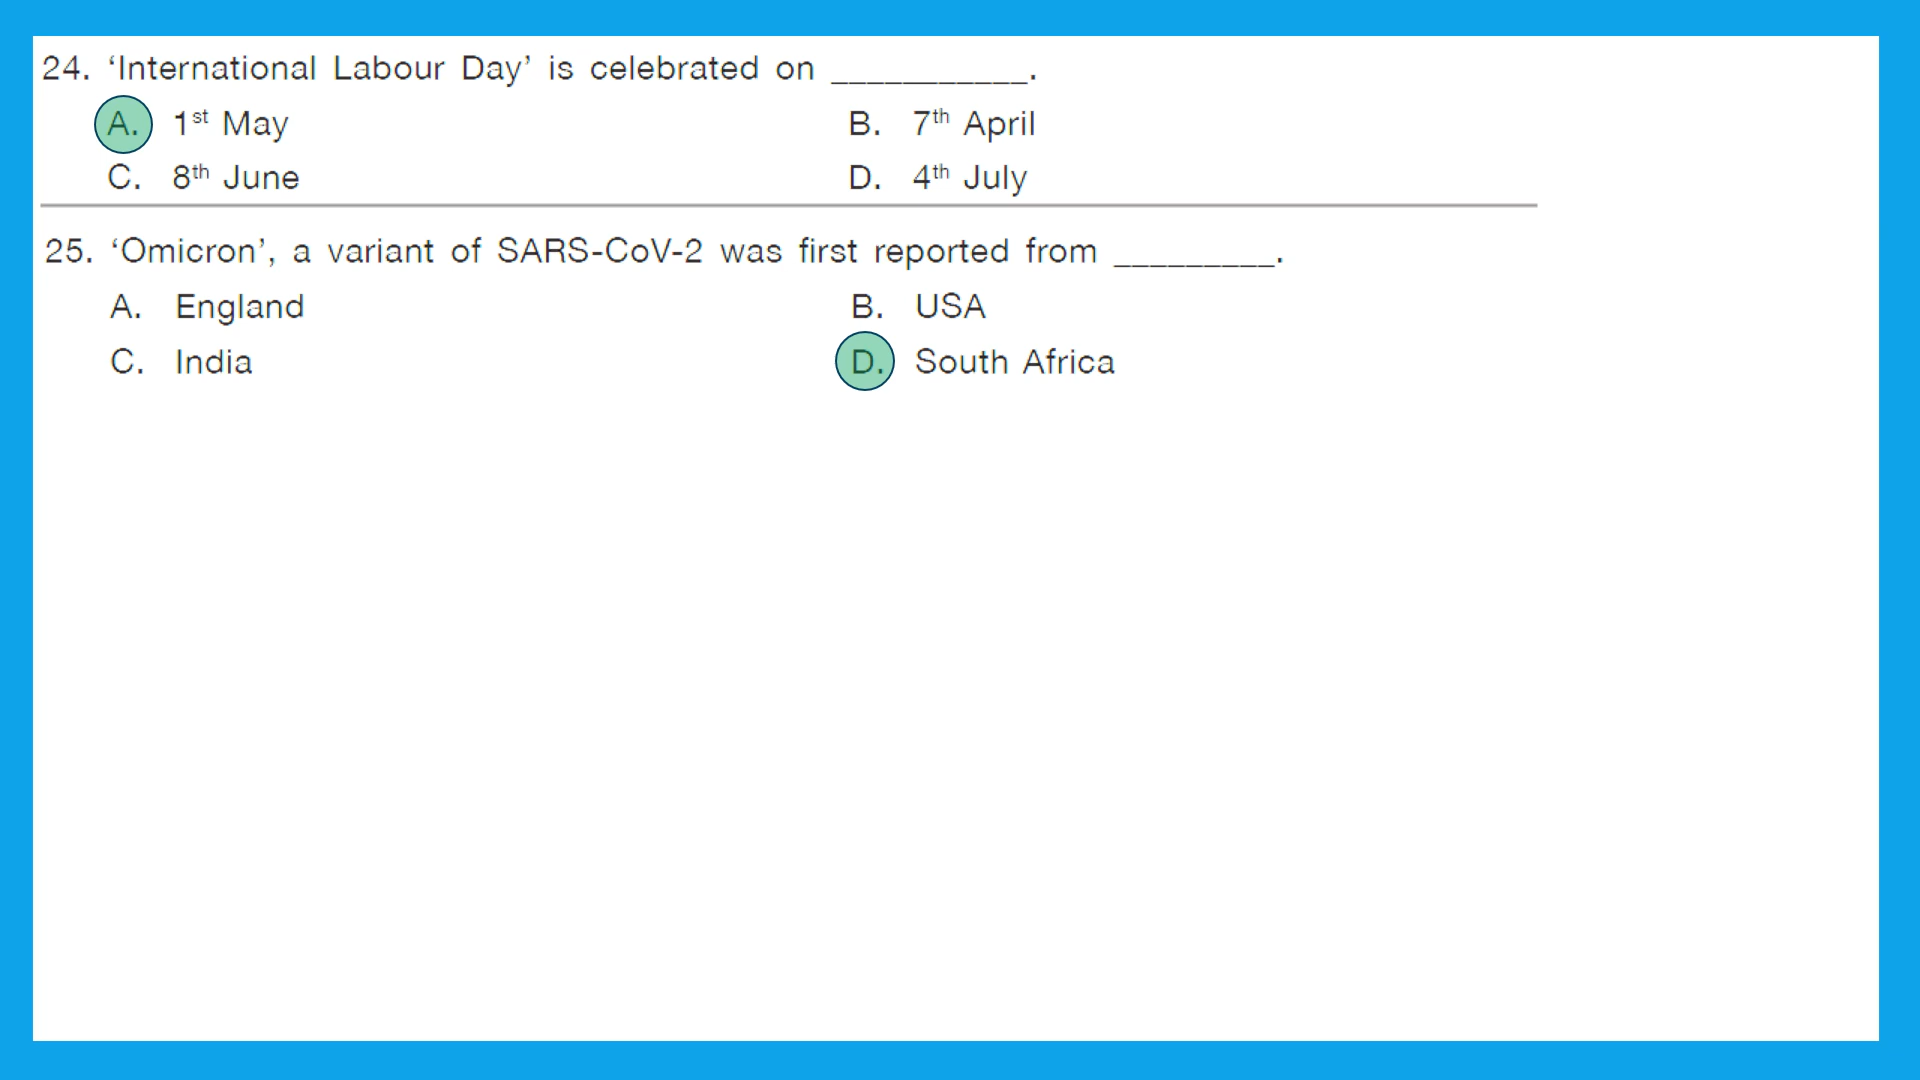 24. ‘International Labour Day’ is celebrated on ___________.
A. 1st May B. 7th April
C. 8th June D. 4th July
25. ‘Omicron’, a variant of SARS-CoV-2 was first reported from _________.
A. England B. USA
C. India D. South Africa